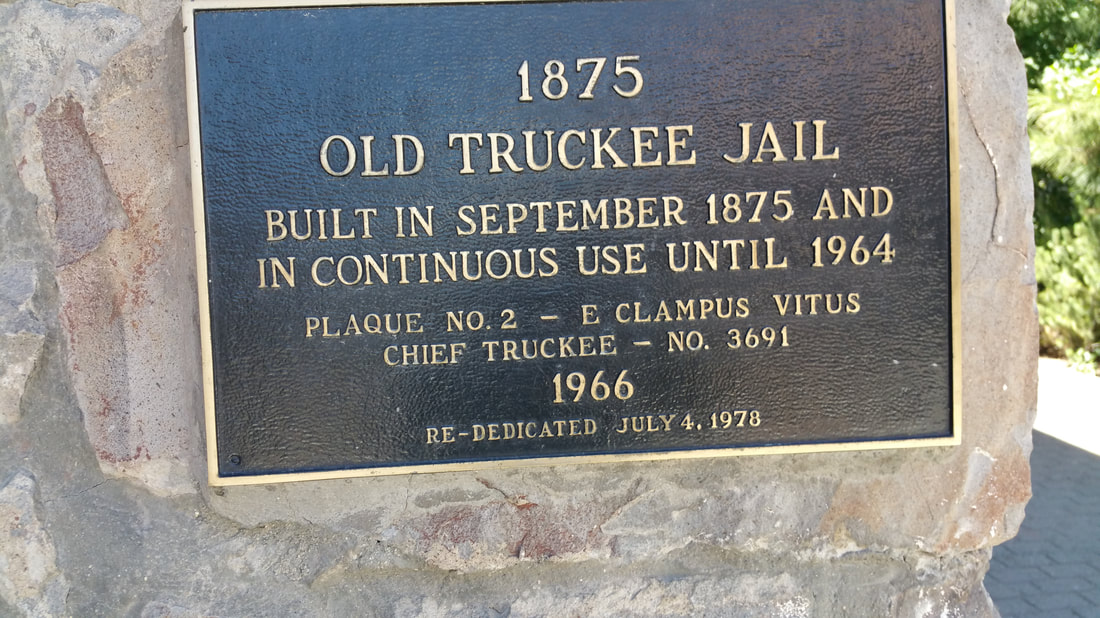 1875
OLD TRUCKEE JAIL
BUILT IN SEPTEMBER 1875 AND
IN CONTINUOUS USE UNTIL 1964
PLAQUE NO. 2 – E CLAMPUS VITUS
CHIEF TRUCKEE – NO. 3691
1966
RE-DEDICATED JULY 4, 1978